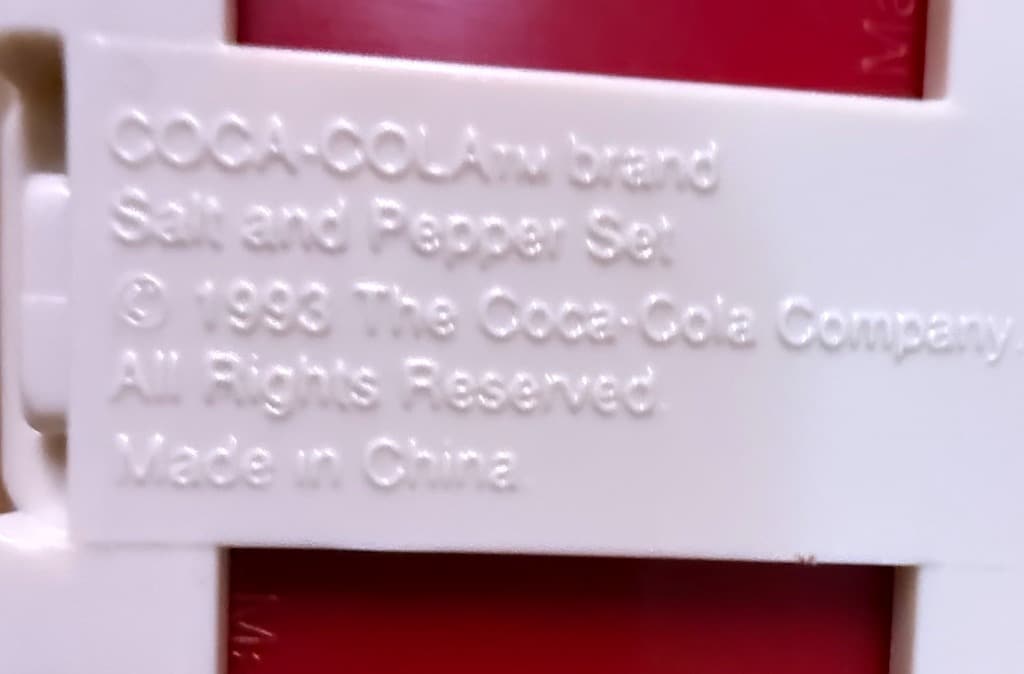 COCA-COLA™ brand
Salt and Pepper Set
© 1993 The Coca-Cola Company.
All Rights Reserved.
Made in China